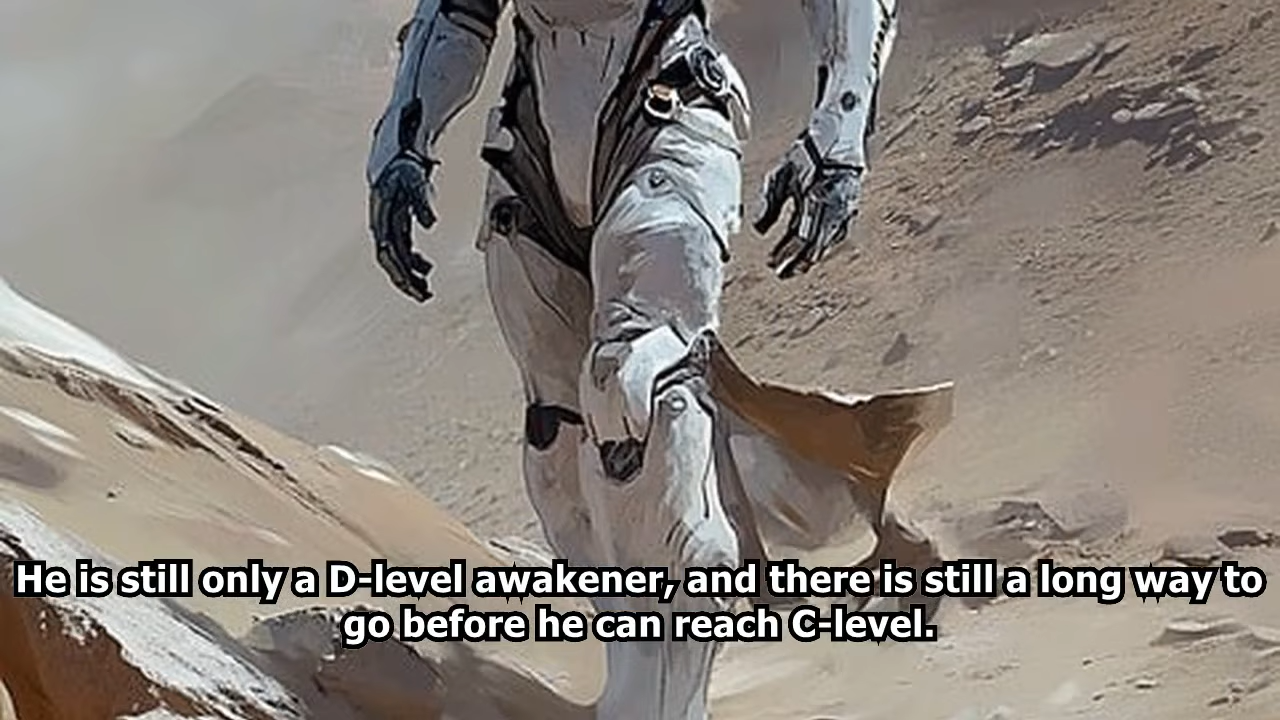 He is still only a D-level awakener, and there is still a long way to
go before he can reach C-level.